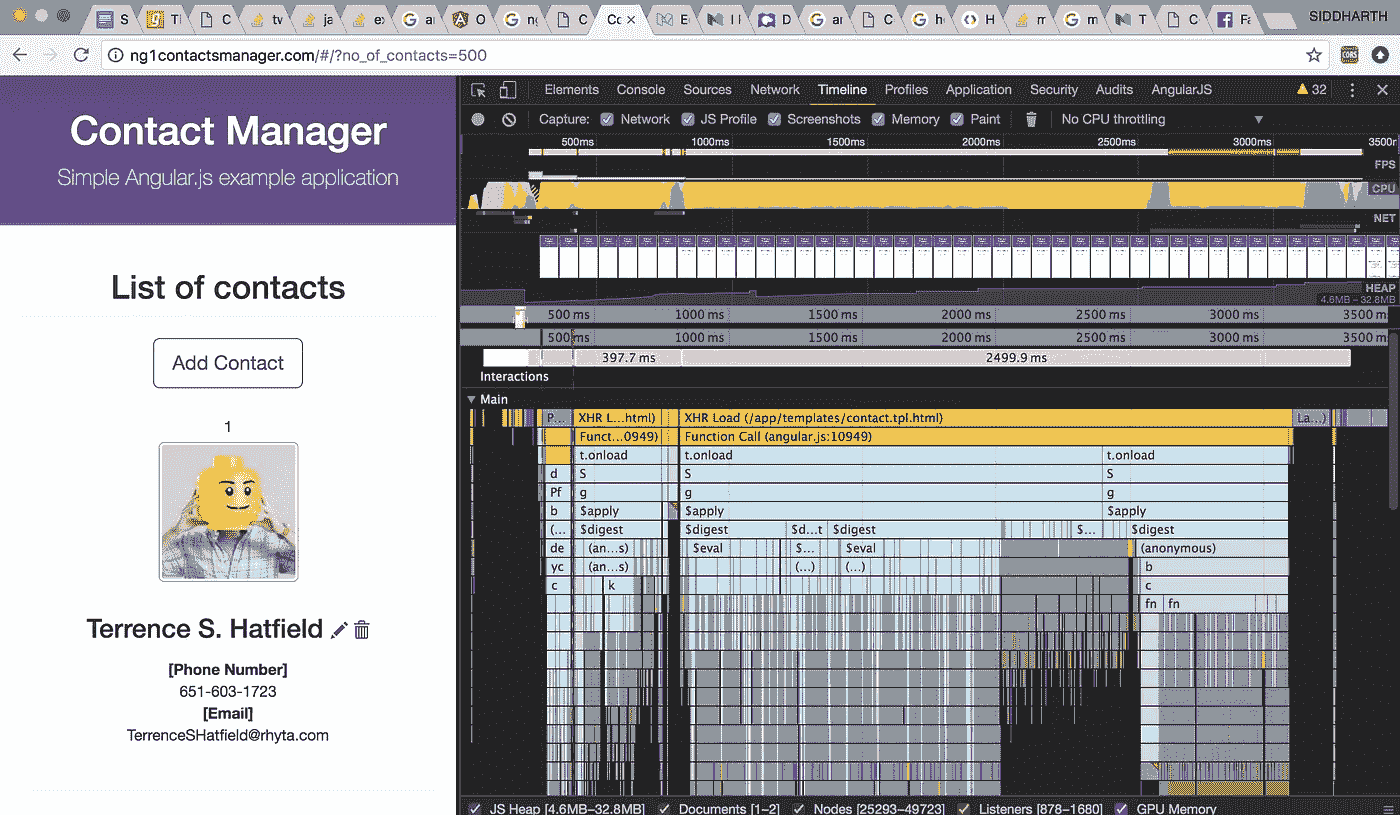 S Tl C tv ja e> G ar O G ng C Co × E I I D G ar C G he H m G m T C Fa SIDDHARTH
ng1contactsmanager.com/#/?no_of_contacts=500
CORS
Contact Manager
Simple Angular.js example application
List of contacts
Add Contact
1
Terrence S. Hatfield
[Phone Number]
651-603-1723
[Email]
TerrenceSHatfield@rhyta.com
Elements Console Sources Network Timeline Profiles Application Security Audits AngularJS 32
Capture: Network JS Profile Screenshots Memory Paint No CPU throttling
500ms 1000ms 1500ms 2000ms 2500ms 3000ms 3500r
FPS
CPU
NET
HEAP
4.6MB – 32.8MB
500 ms 1000 ms 1500 ms 2000 ms 2500 ms 3000 ms 3500 m
500 ms 1000 ms 1500 ms 2000 ms 2500 ms 3000 ms 3500 m
397.7 ms 2499.9 ms
Interactions
Main
P... XHR L...html) XHR Load (/app/templates/contact.tpl.html) La...)
Funct...0949) Function Call (angular.js:10949)
t.onload t.onload t.onload
d S S S
Pf g g g
b $apply $apply $apply
(... $digest $digest $d...t $digest $... $digest
de (an...s) $eval $... $eval (anonymous)
yc (an...s) (...) (...) b
c k c
fn fn
JS Heap [4.6MB–32.8MB] Documents [1–2] Nodes [25293–49723] Listeners [878–1680] GPU Memory